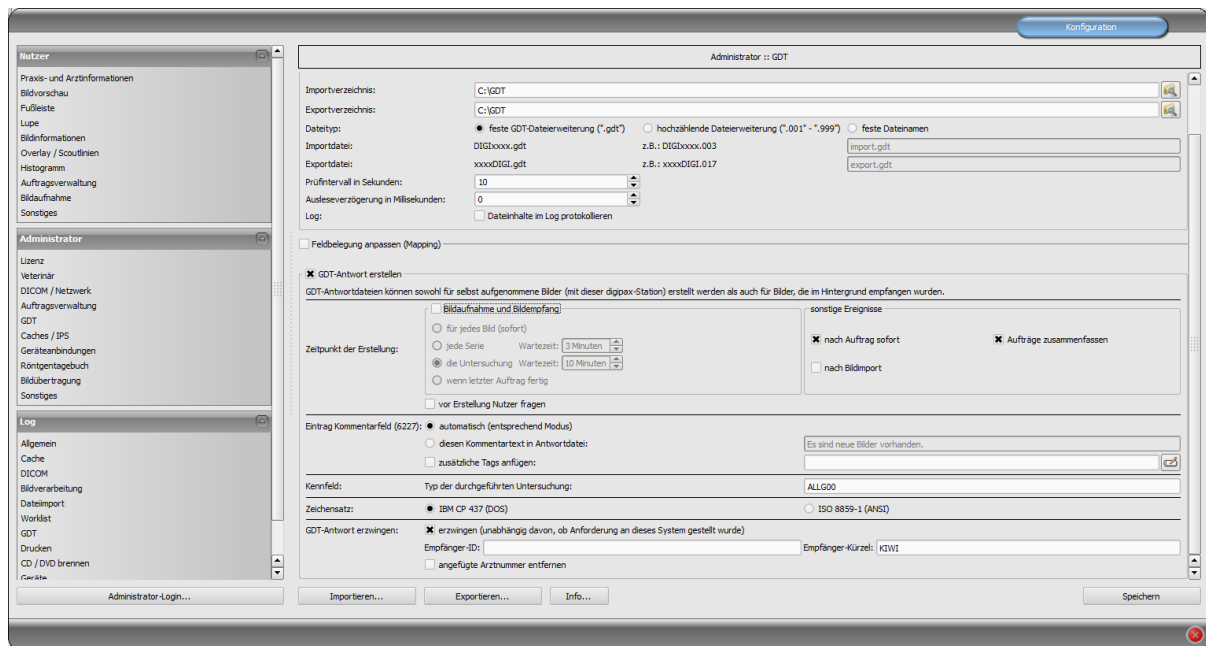 Konfiguration
Nutzer
Praxis- und Arztinformationen
Bildvorschau
Fußleiste
Lupe
Bildinformationen
Overlay / Scoutlinien
Histogramm
Auftragsverwaltung
Bildaufnahme
Sonstiges
Administrator
Lizenz
Veterinär
DICOM / Netzwerk
Auftragsverwaltung
GDT
Caches / IPS
Geräteanbindungen
Röntgentagebuch
Bildübertragung
Sonstiges
Log
Allgemein
Cache
DICOM
Bildverarbeitung
Dateiimport
Worklist
GDT
Drucken
CD / DVD brennen
Geräte
Administrator-Login...
Administrator :: GDT
Importverzeichnis: C:\GDT
Exportverzeichnis: C:\GDT
Dateityp: feste GDT-Dateierweiterung (".gdt") hochzählende Dateierweiterung (".001" - ".999") feste Dateinamen
Importdatei: DIGIxxxx.gdt z.B.: DIGIxxxx.003 import.gdt
Exportdatei: xxxxDIGI.gdt z.B.: xxxxDIGI.017 export.gdt
Prüfintervall in Sekunden: 10
Ausleseverzögerung in Millisekunden: 0
Log: Dateiinhalte im Log protokollieren
Feldbelegung anpassen (Mapping)
GDT-Antwort erstellen
GDT-Antwortdateien können sowohl für selbst aufgenommene Bilder (mit dieser digipax-Station) erstellt werden als auch für Bilder, die im Hintergrund empfangen wurden.
Zeitpunkt der Erstellung:
Bildaufnahme und Bildempfang
für jedes Bild (sofort)
jede Serie Wartezeit: 3 Minuten
die Untersuchung Wartezeit: 10 Minuten
wenn letzter Auftrag fertig
sonstige Ereignisse
nach Auftrag sofort Aufträge zusammenfassen
nach Bildimport
vor Erstellung Nutzer fragen
Eintrag Kommentarfeld (6227): automatisch (entsprechend Modus)
diesen Kommentartext in Antwortdatei: Es sind neue Bilder vorhanden.
zusätzliche Tags anfügen:
Kennfeld: Typ der durchgeführten Untersuchung: ALLG00
Zeichensatz: IBM CP 437 (DOS) ISO 8859-1 (ANSI)
GDT-Antwort erzwingen: erzwingen (unabhängig davon, ob Anforderung an dieses System gestellt wurde)
Empfänger-ID: Empfänger-Kürzel: KIWI
angefügte Arztnummer entfernen
Importieren... Exportieren... Info... Speichern